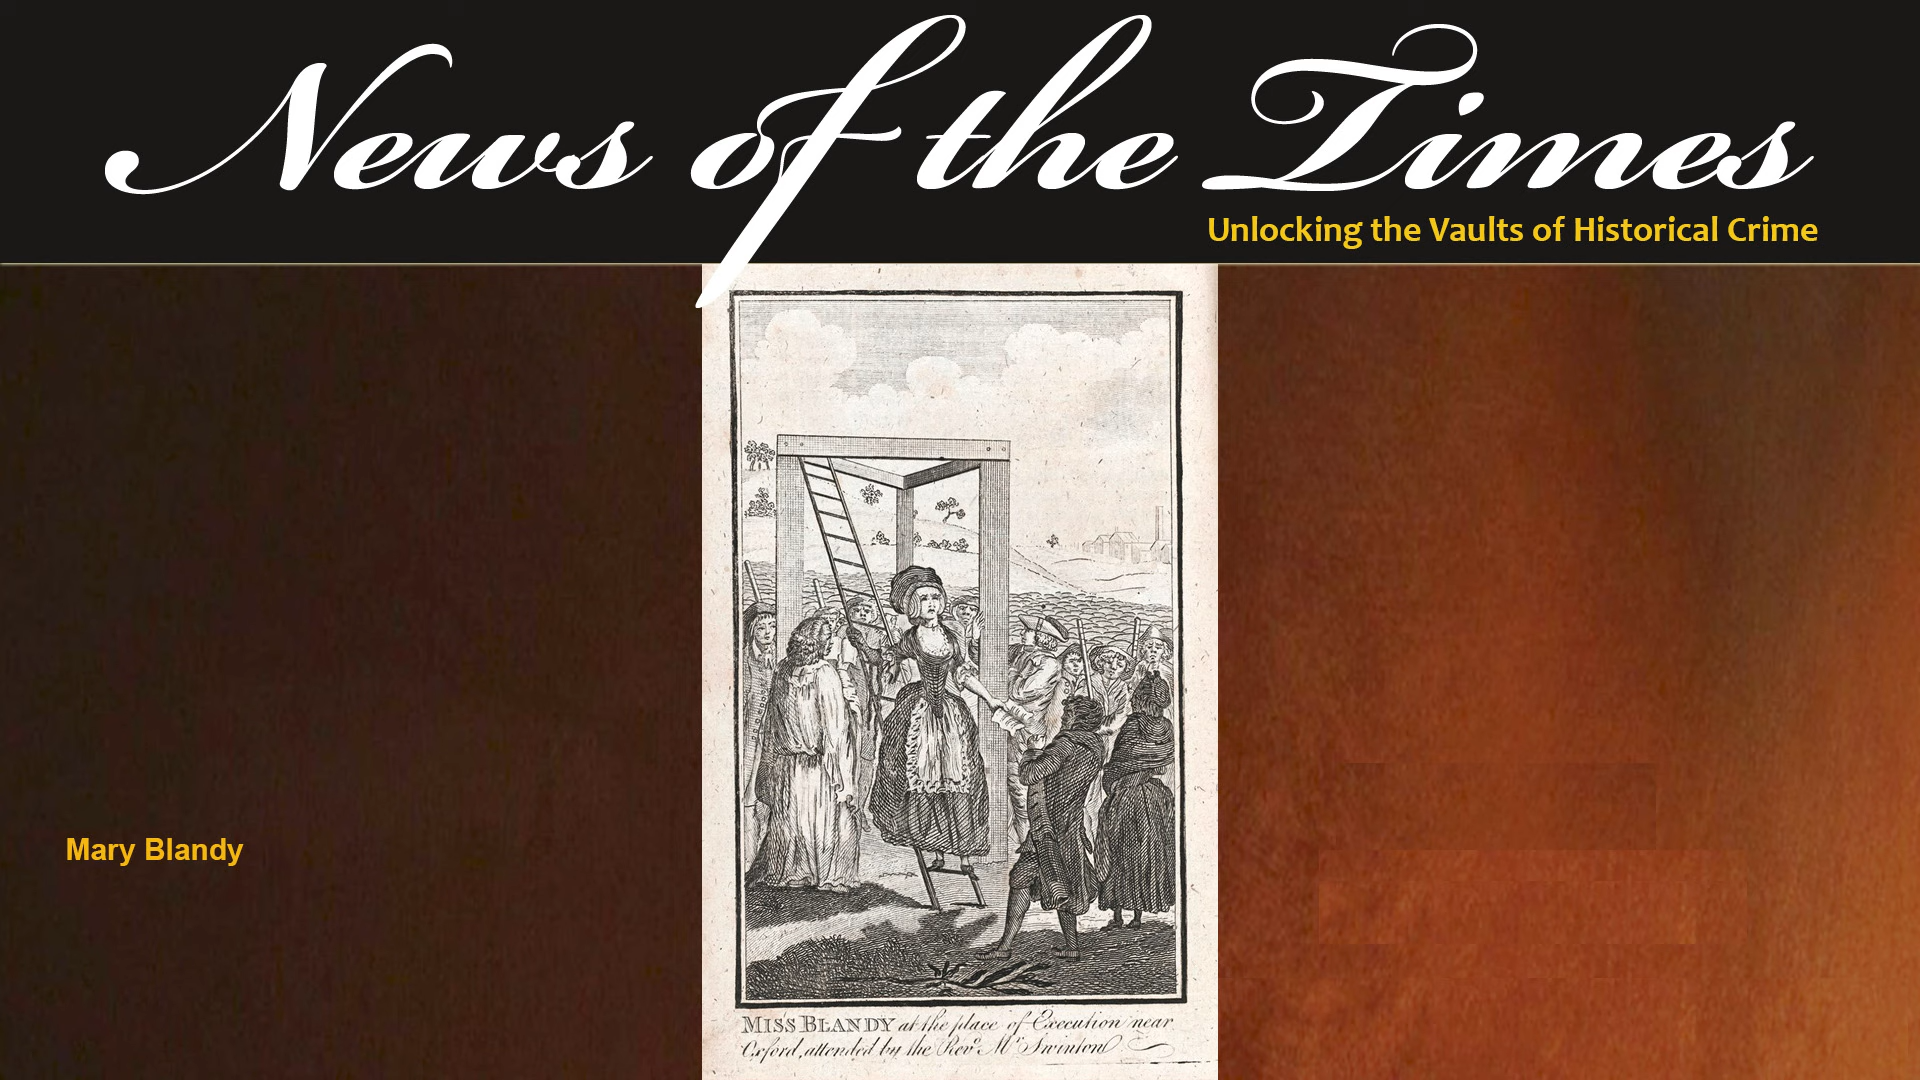 News of the Times
Unlocking the Vaults of Historical Crime
Mary Blandy
MISS BLANDY at the place of Execution near
Oxford, attended by the Revd. Mr. Swinton